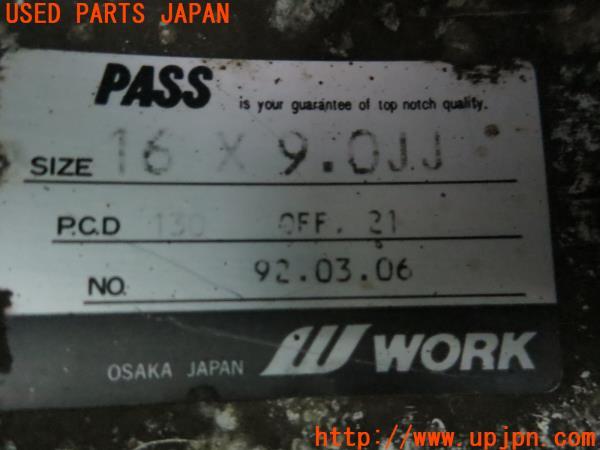 USED PARTS JAPAN
PASS is your guarantee of top notch quality.
SIZE 16 X 9.0JJ
P.C.D 130 OFF. 21
NO. 92.03.06
OSAKA JAPAN W WORK
http://www.upjpn.com/